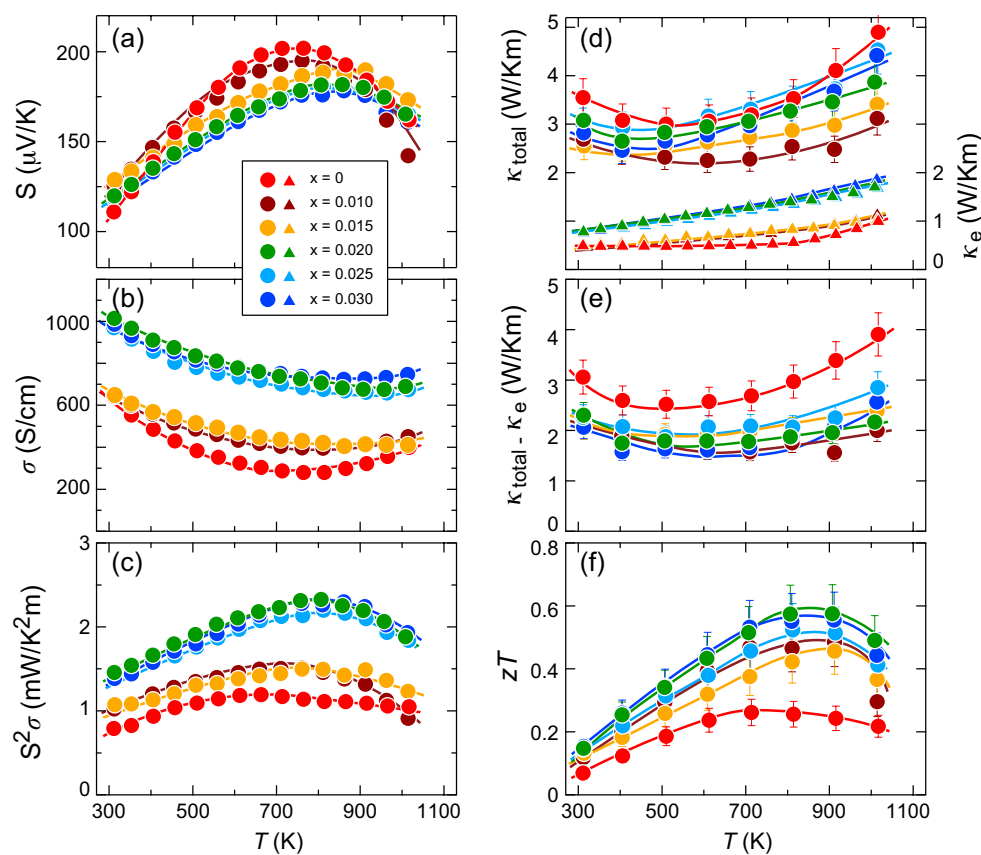 (a)
S (µV/K)
200
150
100
x = 0
x = 0.010
x = 0.015
x = 0.020
x = 0.025
x = 0.030
(b)
σ (S/cm)
1000
600
200
(c)
S²σ (mW/K²m)
3
2
1
0
300 500 700 900 1100
T (K)
(d)
κtotal (W/Km)
5
4
3
2
2
1
0
κe (W/Km)
(e)
κtotal - κe (W/Km)
5
4
3
2
1
0
(f)
zT
0.8
0.6
0.4
0.2
0
300 500 700 900 1100
T (K)